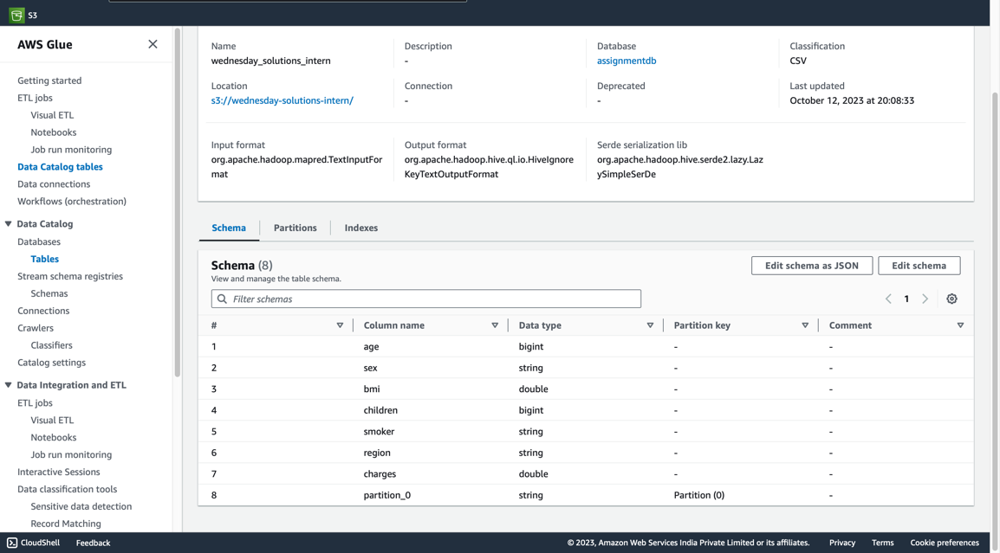 S3
AWS Glue
Getting started
ETL jobs
Visual ETL
Notebooks
Job run monitoring
Data Catalog tables
Data connections
Workflows (orchestration)
Data Catalog
Databases
Tables
Stream schema registries
Schemas
Connections
Crawlers
Classifiers
Catalog settings
Data Integration and ETL
ETL jobs
Visual ETL
Notebooks
Job run monitoring
Interactive Sessions
Data classification tools
Sensitive data detection
Record Matching
Name Description Database Classification
wednesday_solutions_intern - assignmentdb CSV
Location Connection Deprecated Last updated
s3://wednesday-solutions-intern/ - - October 12, 2023 at 20:08:33
Input format Output format Serde serialization lib
org.apache.hadoop.mapred.TextInputFor org.apache.hadoop.hive.ql.io.HiveIgnore org.apache.hadoop.hive.serde2.lazy.Laz
mat KeyTextOutputFormat ySimpleSerDe
Schema Partitions Indexes
Schema (8) Edit schema as JSON Edit schema
View and manage the table schema.
Filter schemas 1
# Column name Data type Partition key Comment
1 age bigint - -
2 sex string - -
3 bmi double - -
4 children bigint - -
5 smoker string - -
6 region string - -
7 charges double - -
8 partition_0 string Partition (0) -
CloudShell Feedback © 2023, Amazon Web Services India Private Limited or its affiliates. Privacy Terms Cookie preferences